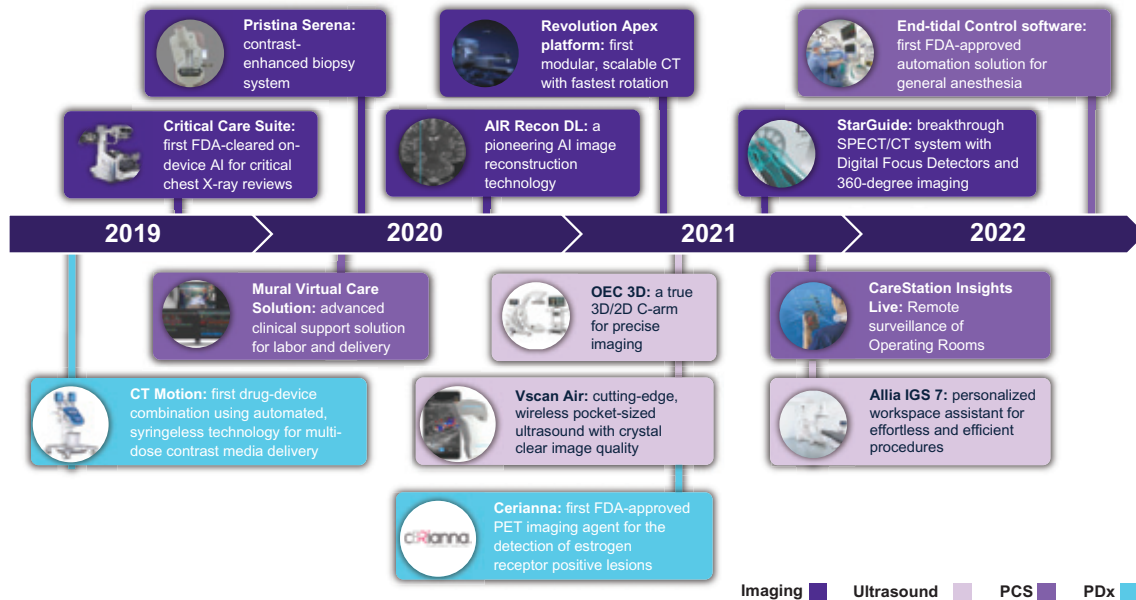 Pristina Serena:
contrast-
enhanced biopsy
system
Revolution Apex
platform: first
modular, scalable CT
with fastest rotation
End-tidal Control software:
first FDA-approved
automation solution for
general anesthesia
Critical Care Suite:
first FDA-cleared on-
device AI for critical
chest X-ray reviews
AIR Recon DL: a
pioneering AI image
reconstruction
technology
StarGuide: breakthrough
SPECT/CT system with
Digital Focus Detectors and
360-degree imaging
2019
2020
2021
2022
Mural Virtual Care
Solution: advanced
clinical support solution
for labor and delivery
OEC 3D: a true
3D/2D C-arm
for precise
imaging
CareStation Insights
Live: Remote
surveillance of
Operating Rooms
CT Motion: first drug-device
combination using automated,
syringeless technology for multi-
dose contrast media delivery
Vscan Air: cutting-edge,
wireless pocket-sized
ultrasound with crystal
clear image quality
Allia IGS 7: personalized
workspace assistant for
effortless and efficient
procedures
cerianna
Cerianna: first FDA-approved
PET imaging agent for the
detection of estrogen
receptor positive lesions
Imaging
Ultrasound
PCS
PDx